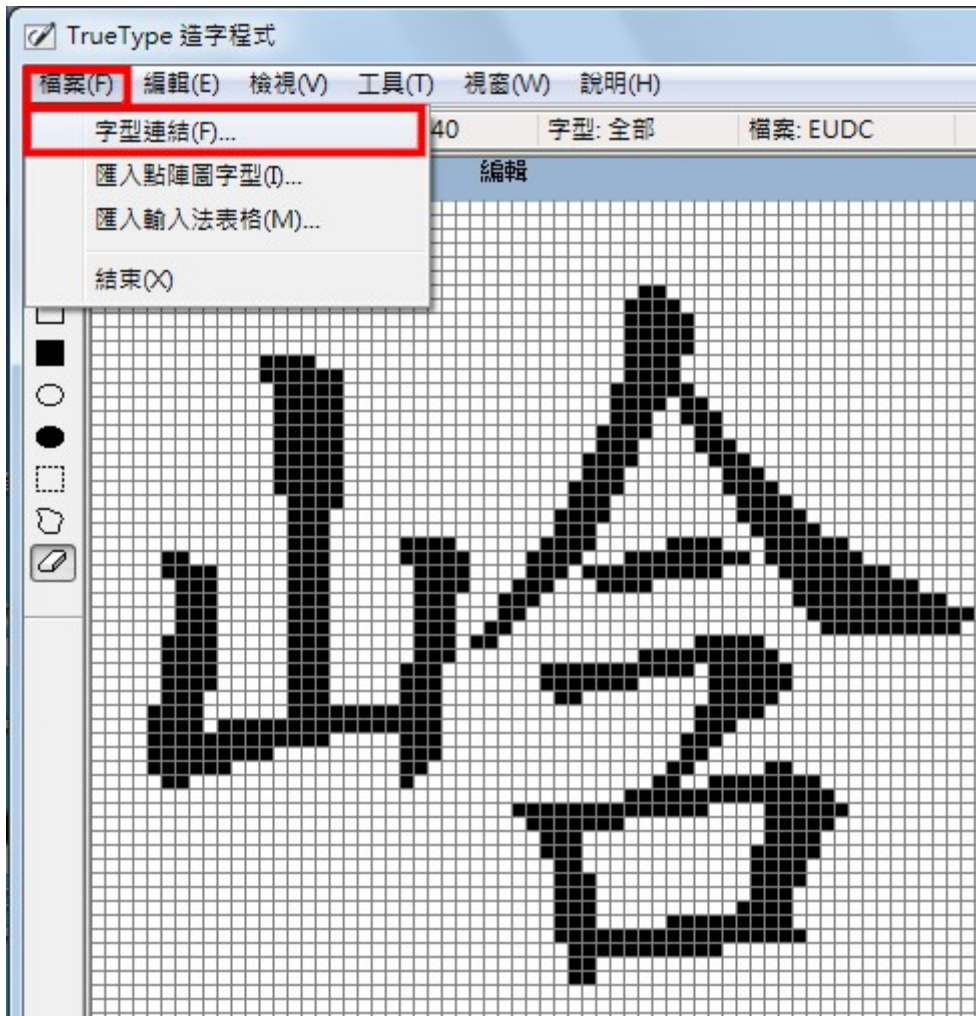 TrueType 造字程式
檔案(F) 編輯(E) 檢視(V) 工具(T) 視窗(W) 說明(H)
40 字型: 全部 檔案: EUDC
編輯
字型連結(F)...
匯入點陣圖字型(I)...
匯入輸入法表格(M)...
結束(X)